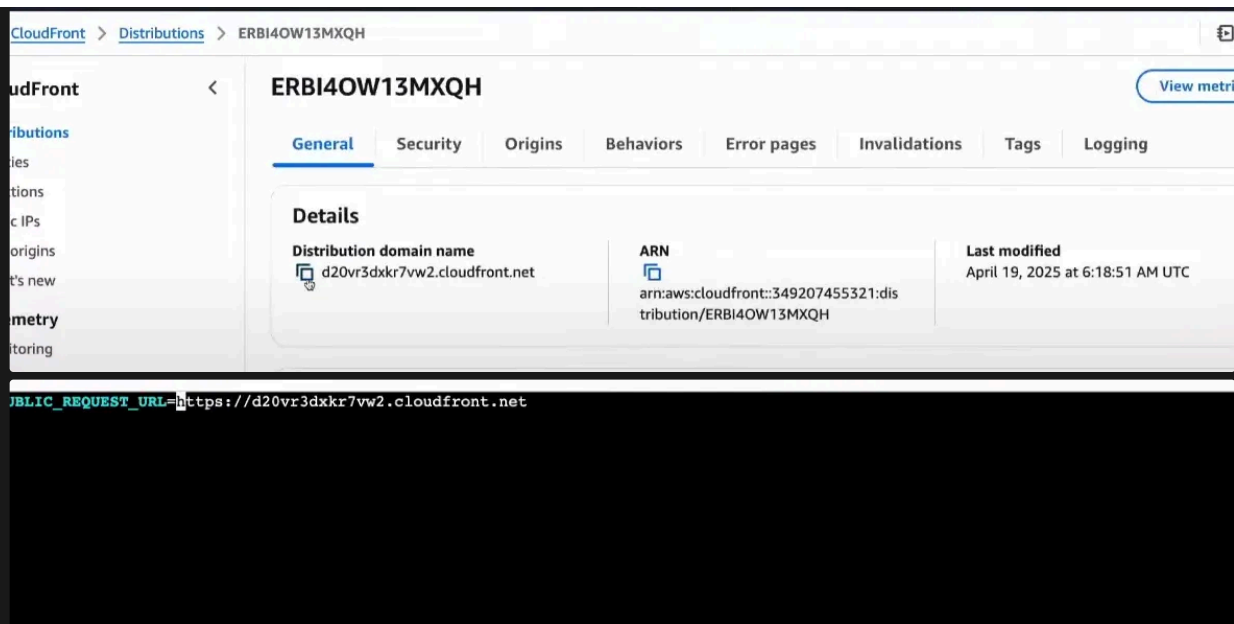 CloudFront > Distributions > ERBI4OW13MXQH
udFront
ributions
ies
tions
c IPs
origins
t's new
metry
itoring
ERBI4OW13MXQH
View metri
General Security Origins Behaviors Error pages Invalidations Tags Logging
Details
Distribution domain name
d20vr3dxkr7vw2.cloudfront.net
ARN
arn:aws:cloudfront::349207455321:dis
tribution/ERBI4OW13MXQH
Last modified
April 19, 2025 at 6:18:51 AM UTC
UBLIC_REQUEST_URL=https://d20vr3dxkr7vw2.cloudfront.net